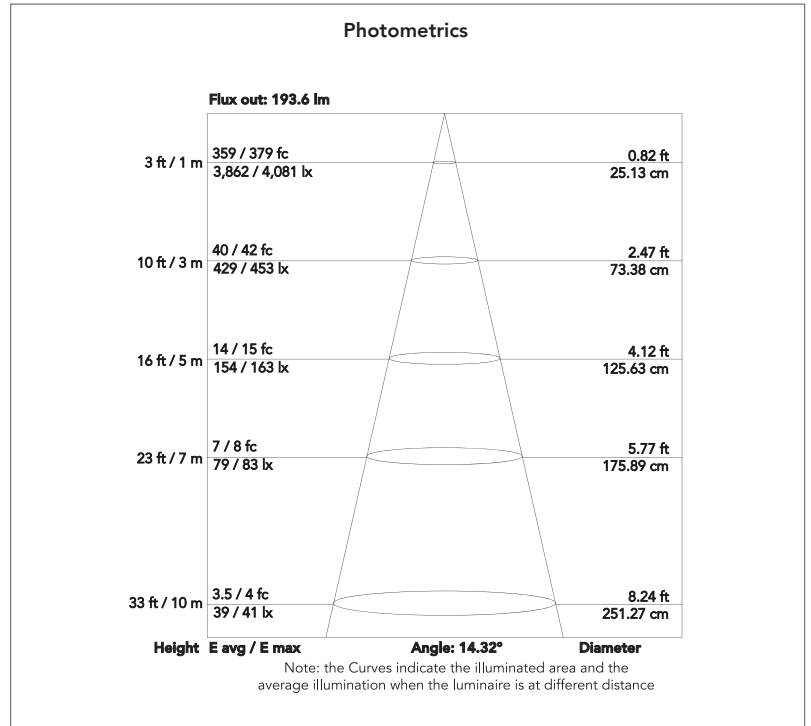 Photometrics
Flux out: 193.6 lm
3 ft / 1 m
359 / 379 fc
3,862 / 4,081 lx
0.82 ft
25.13 cm
10 ft / 3 m
40 / 42 fc
429 / 453 lx
2.47 ft
73.38 cm
16 ft / 5 m
14 / 15 fc
154 / 163 lx
4.12 ft
125.63 cm
23 ft / 7 m
7 / 8 fc
79 / 83 lx
5.77 ft
175.89 cm
33 ft / 10 m
3.5 / 4 fc
39 / 41 lx
8.24 ft
251.27 cm
Height E avg / E max Angle: 14.32° Diameter
Note: the Curves indicate the illuminated area and the
average illumination when the luminaire is at different distance